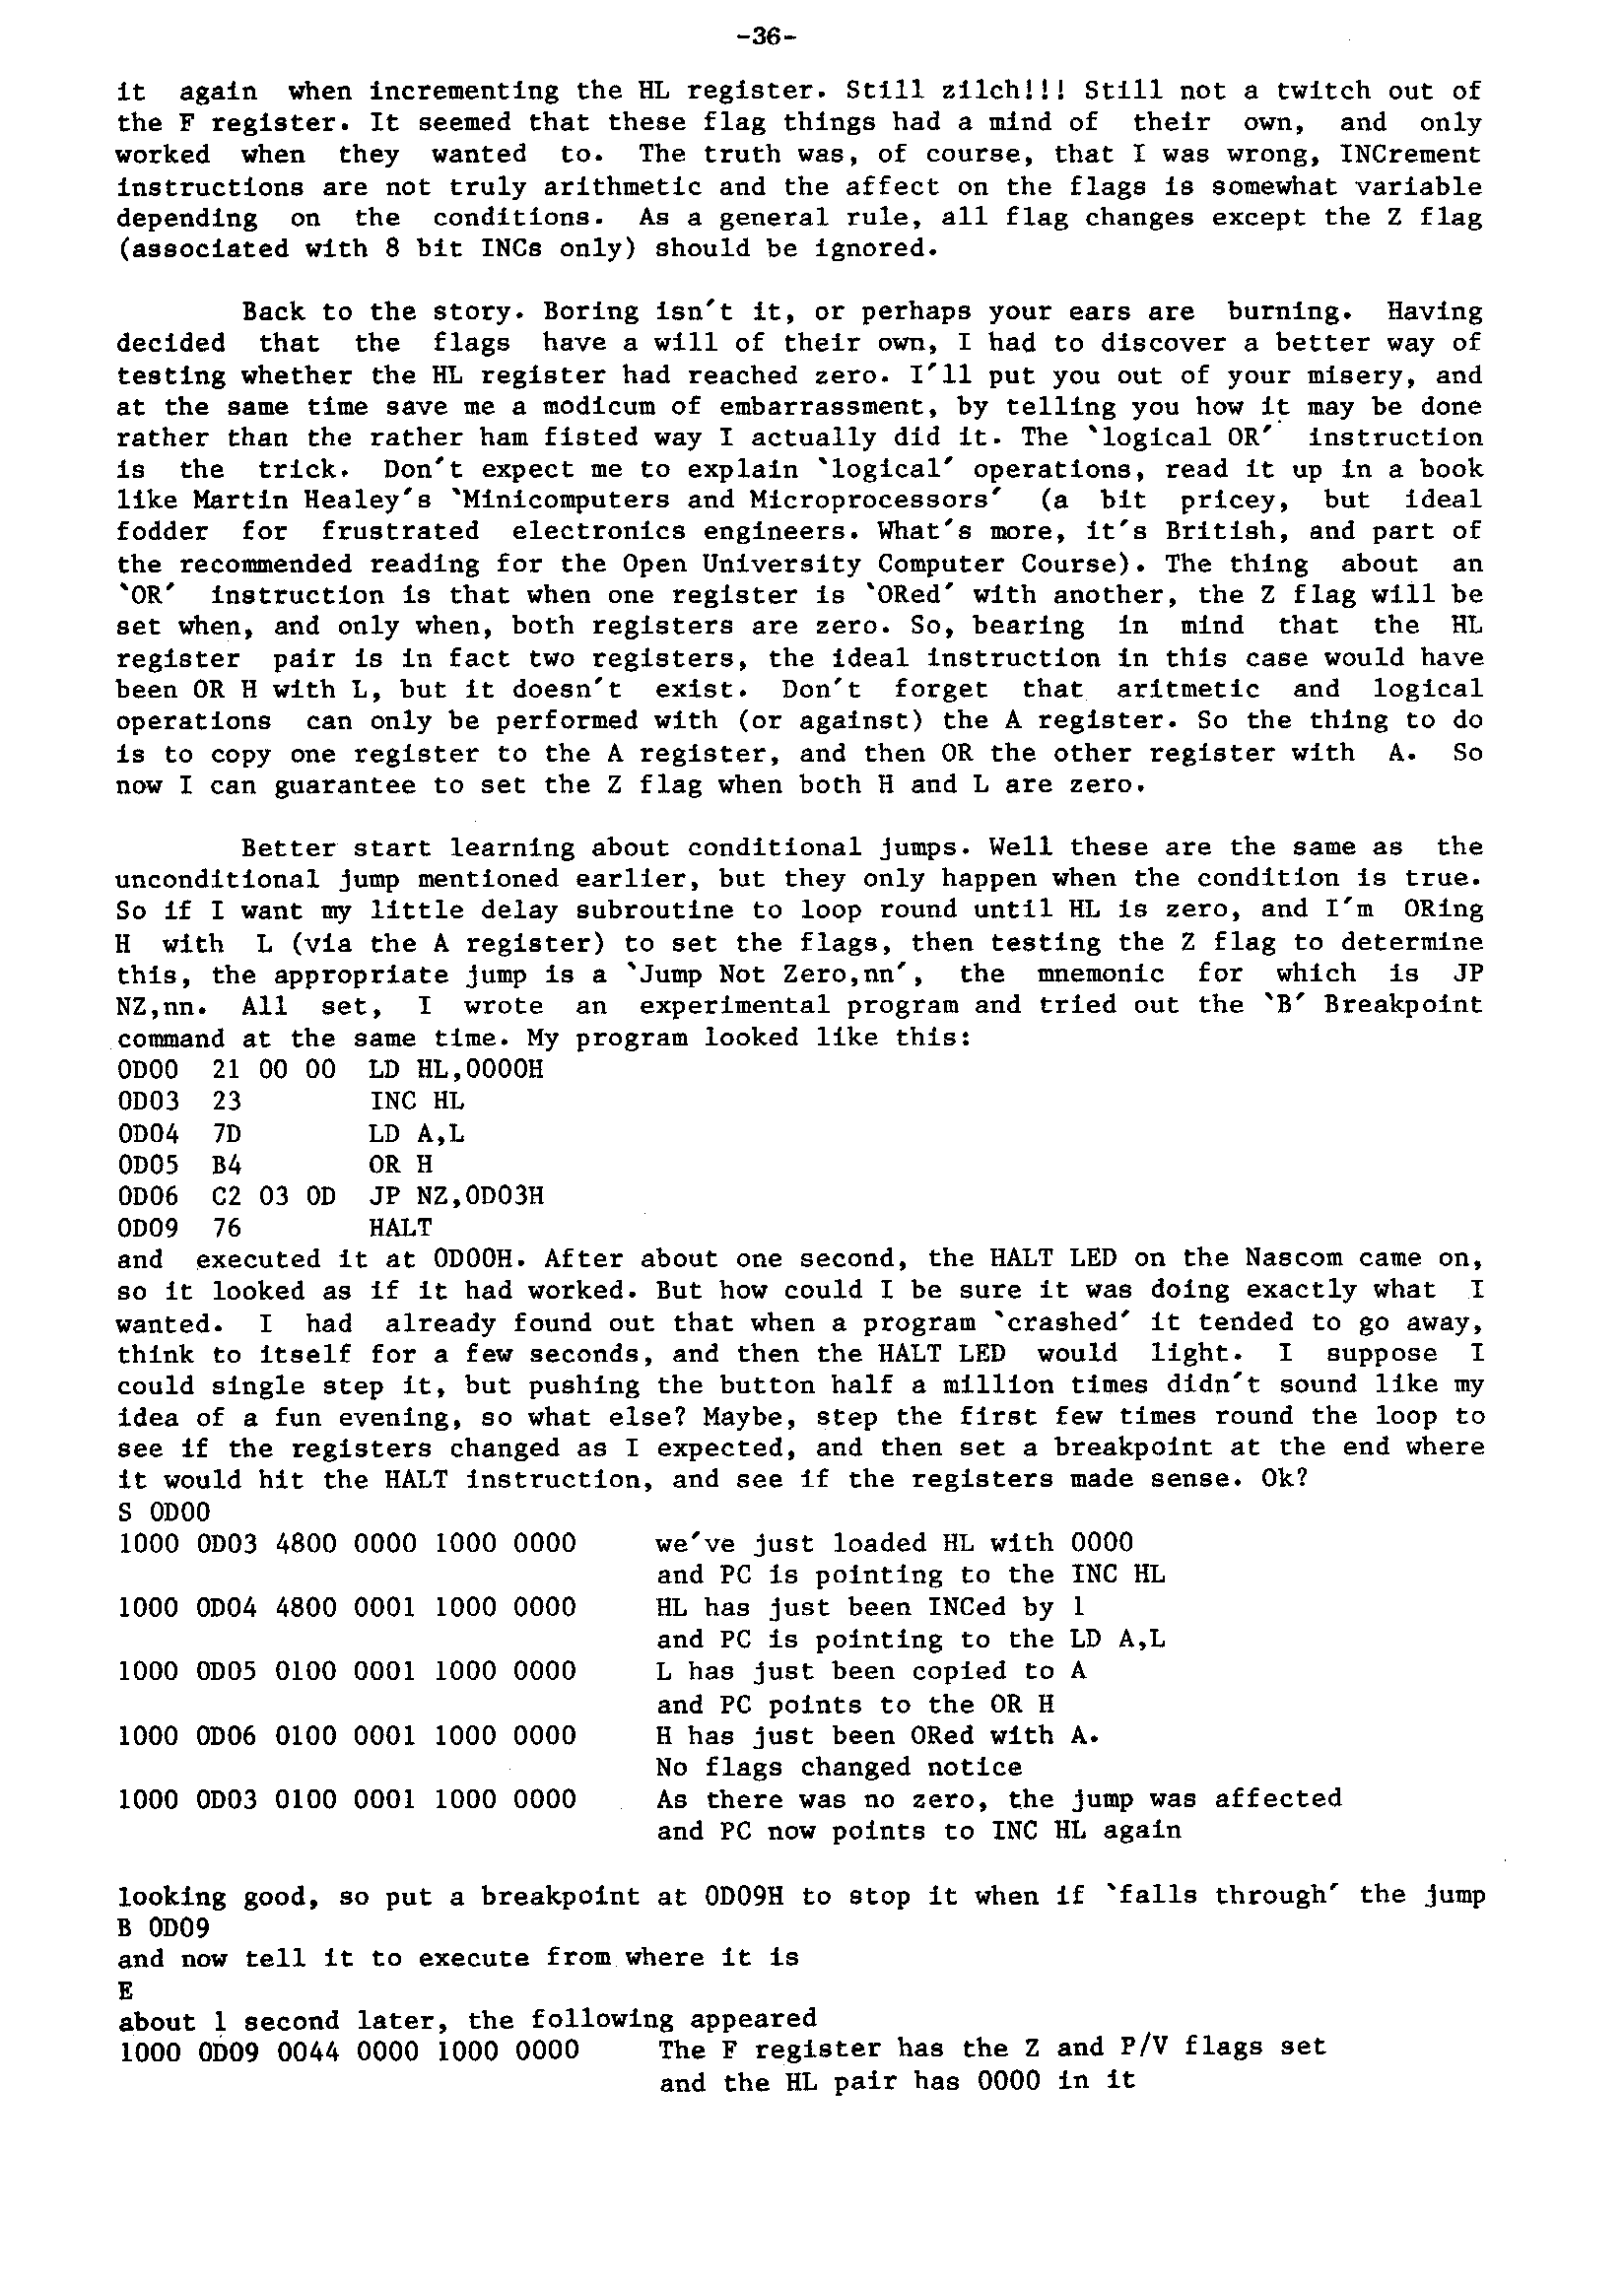 -36-
it again when incrementing the HL register. Still zilch!!! Still not a twitch out of
the F register. It seemed that these flag things had a mind of their own, and only
worked when they wanted to. The truth was, of course, that I was wrong, INCrement
instructions are not truly arithmetic and the affect on the flags is somewhat variable
depending on the conditions. As a general rule, all flag changes except the Z flag
(associated with 8 bit INCs only) should be ignored.
Back to the story. Boring isn't it, or perhaps your ears are burning. Having
decided that the flags have a will of their own, I had to discover a better way of
testing whether the HL register had reached zero. I'll put you out of your misery, and
at the same time save me a modicum of embarrassment, by telling you how it may be done
rather than the rather ham fisted way I actually did it. The `logical OR' instruction
is the trick. Don't expect me to explain `logical' operations, read it up in a book
like Martin Healey's `Minicomputers and Microprocessors' (a bit pricey, but ideal
fodder for frustrated electronics engineers. What's more, it's British, and part of
the recommended reading for the Open University Computer Course). The thing about an
`OR' instruction is that when one register is `ORed' with another, the Z flag will be
set when, and only when, both registers are zero. So, bearing in mind that the HL
register pair is in fact two registers, the ideal instruction in this case would have
been OR H with L, but it doesn't exist. Don't forget that aritmetic and logical
operations can only be performed with (or against) the A register. So the thing to do
is to copy one register to the A register, and then OR the other register with A. So
now I can guarantee to set the Z flag when both H and L are zero.
Better start learning about conditional jumps. Well these are the same as the
unconditional jump mentioned earlier, but they only happen when the condition is true.
So if I want my little delay subroutine to loop round until HL is zero, and I'm ORing
H with L (via the A register) to set the flags, then testing the Z flag to determine
this, the appropriate jump is a `Jump Not Zero,nn', the mnemonic for which is JP
NZ,nn. All set, I wrote an experimental program and tried out the `B' Breakpoint
command at the same time. My program looked like this:
0D00 21 00 00 LD HL,0000H
0D03 23 INC HL
0D04 7D LD A,L
0D05 B4 OR H
0D06 C2 03 0D JP NZ,0D03H
0D09 76 HALT
and executed it at 0D00H. After about one second, the HALT LED on the Nascom came on,
so it looked as if it had worked. But how could I be sure it was doing exactly what I
wanted. I had already found out that when a program `crashed' it tended to go away,
think to itself for a few seconds, and then the HALT LED would light. I suppose I
could single step it, but pushing the button half a million times didn't sound like my
idea of a fun evening, so what else? Maybe, step the first few times round the loop to
see if the registers changed as I expected, and then set a breakpoint at the end where
it would hit the HALT instruction, and see if the registers made sense. Ok?
S 0D00
1000 0D03 4800 0000 1000 0000 we've just loaded HL with 0000
and PC is pointing to the INC HL
1000 0D04 4800 0001 1000 0000 HL has just been INCed by 1
and PC is pointing to the LD A,L
1000 0D05 0100 0001 1000 0000 L has just been copied to A
and PC points to the OR H
1000 0D06 0100 0001 1000 0000 H has just been ORed with A.
No flags changed notice
1000 0D03 0100 0001 1000 0000 As there was no zero, the jump was affected
and PC now points to INC HL again
looking good, so put a breakpoint at 0D09H to stop it when if `falls through' the jump
B 0D09
and now tell it to execute from where it is
E
about 1 second later, the following appeared
1000 0D09 0044 0000 1000 0000 The F register has the Z and P/V flags set
and the HL pair has 0000 in it